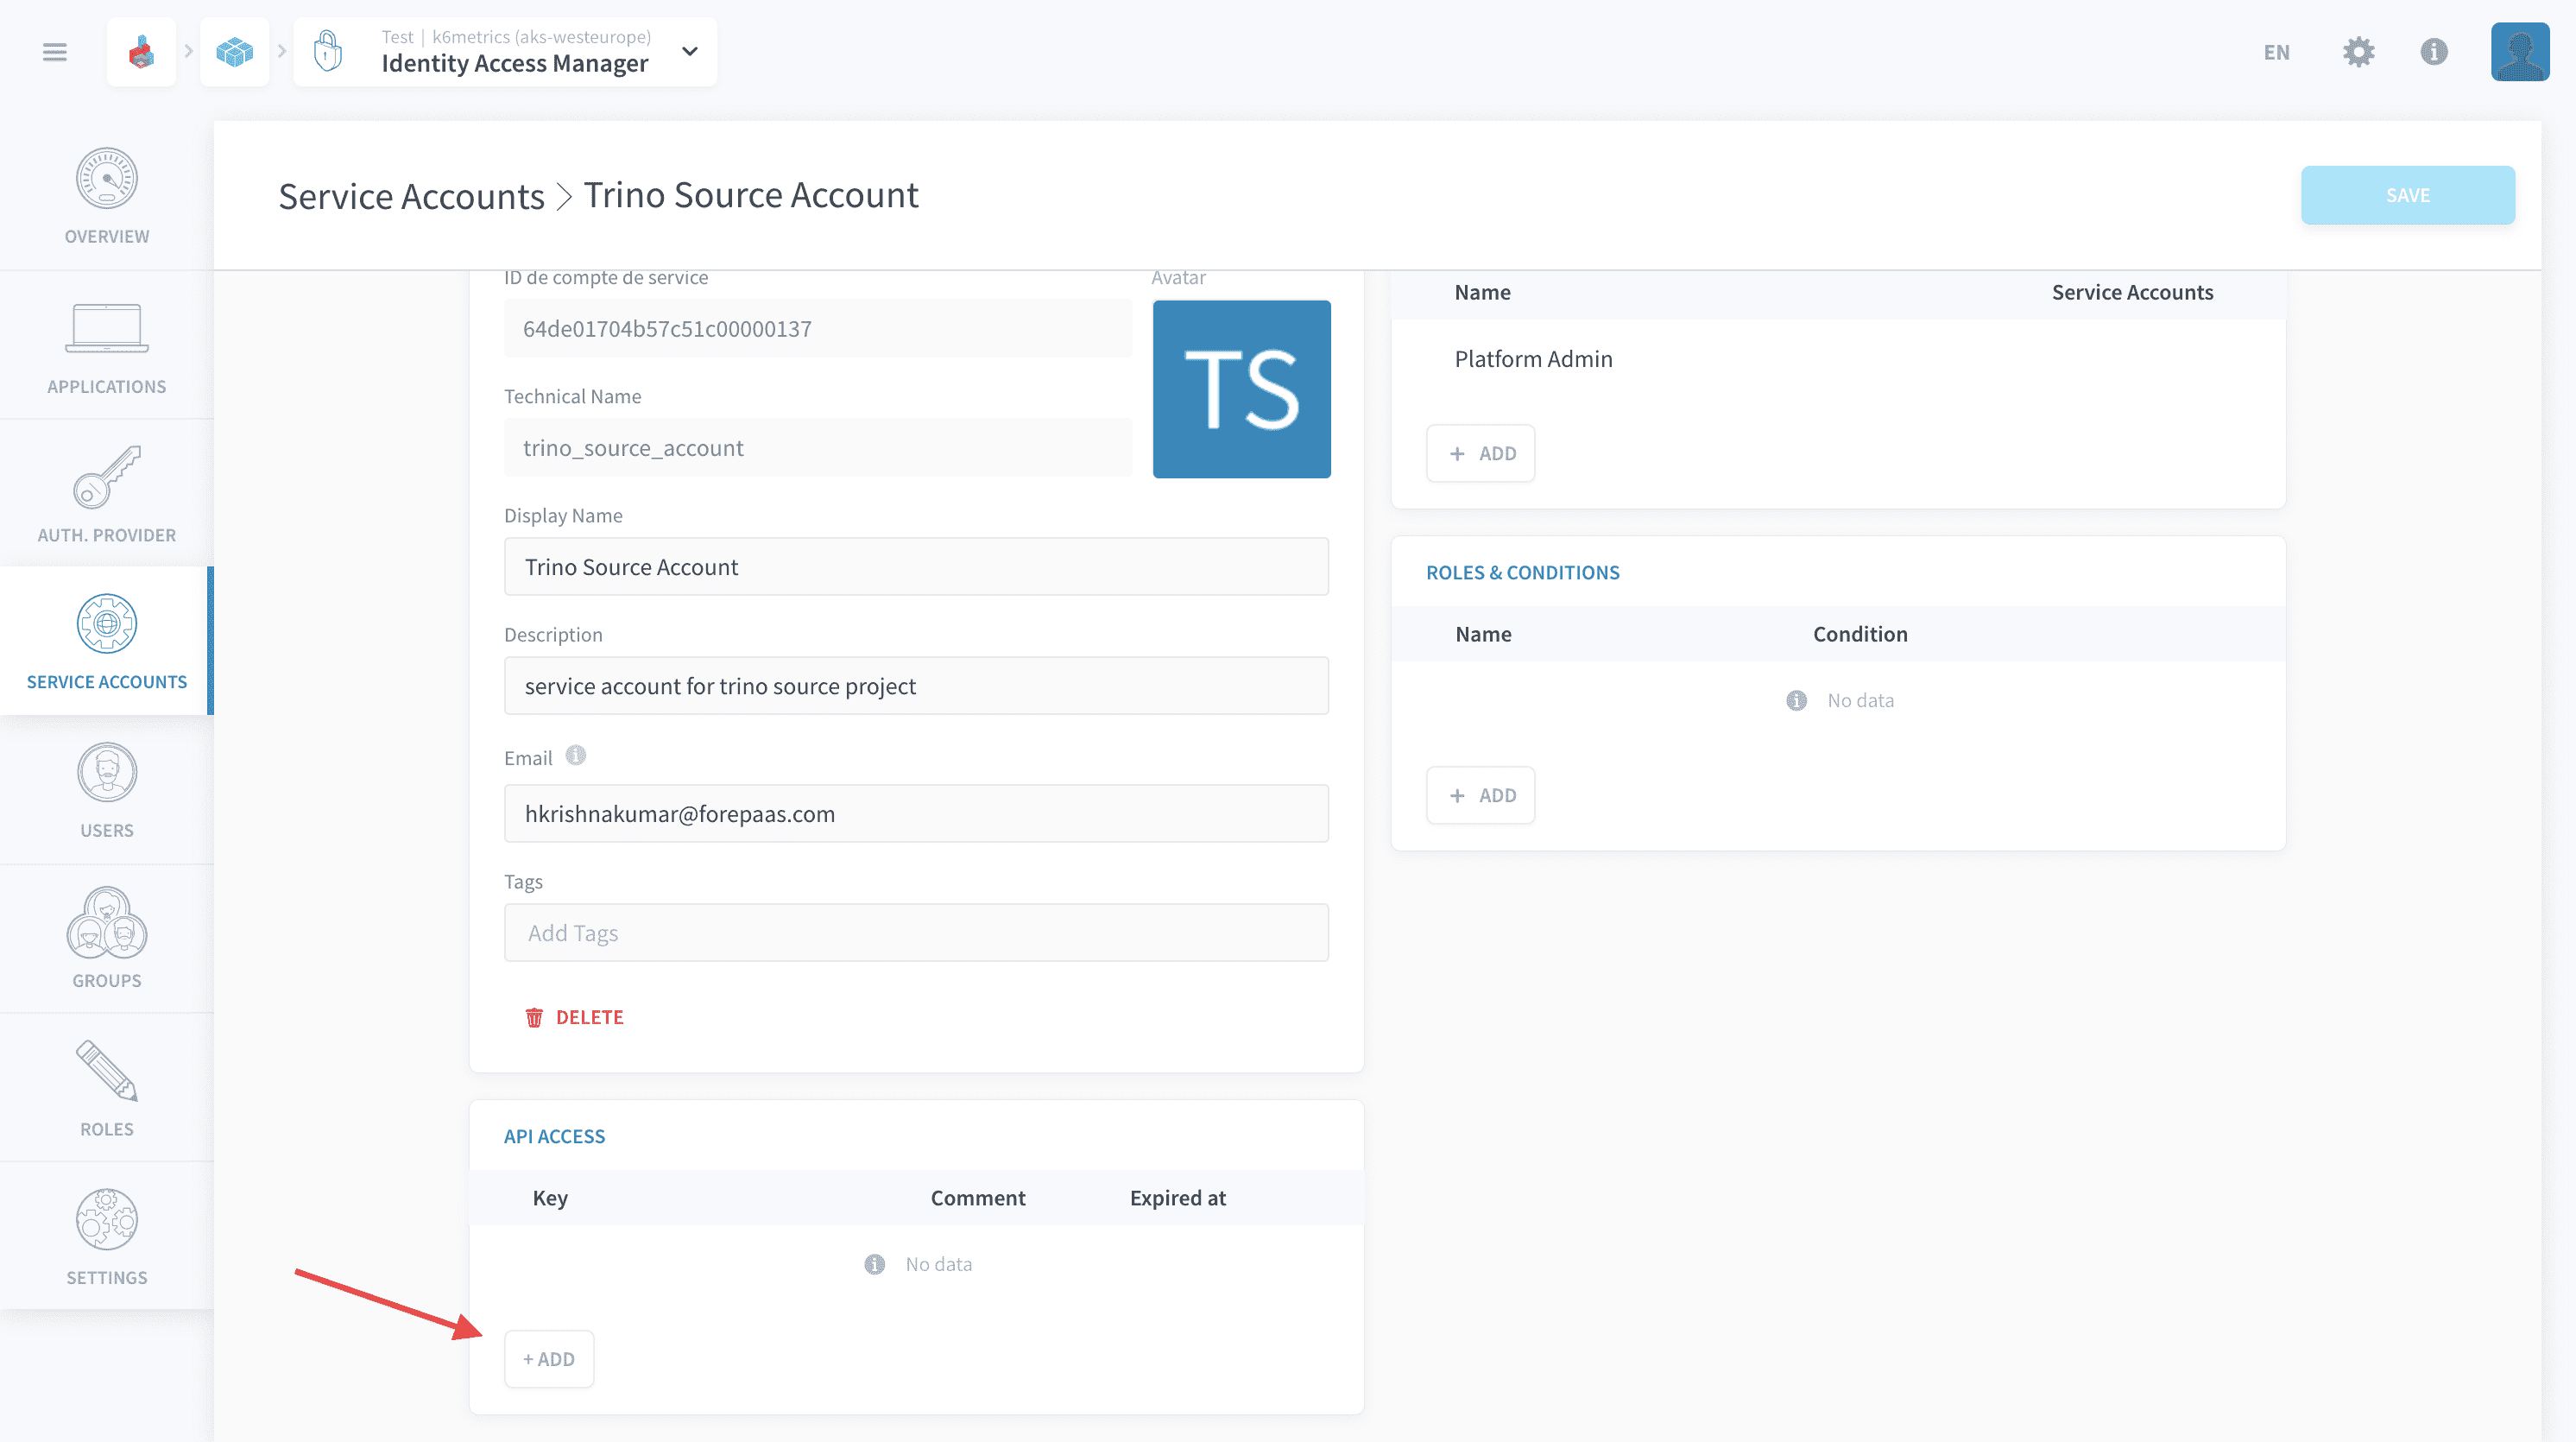 Test | k6metrics (aks-westeurope)
Identity Access Manager
EN
OVERVIEW
APPLICATIONS
AUTH. PROVIDER
SERVICE ACCOUNTS
USERS
GROUPS
ROLES
SETTINGS
Service Accounts > Trino Source Account
SAVE
ID de compte de service
64de01704b57c51c00000137
Avatar
TS
Technical Name
trino_source_account
Display Name
Trino Source Account
Description
service account for trino source project
Email
hkrishnakumar@forepaas.com
Tags
Add Tags
DELETE
API ACCESS
Key Comment Expired at
No data
+ ADD
Name Service Accounts
Platform Admin
+ ADD
ROLES & CONDITIONS
Name Condition
No data
+ ADD